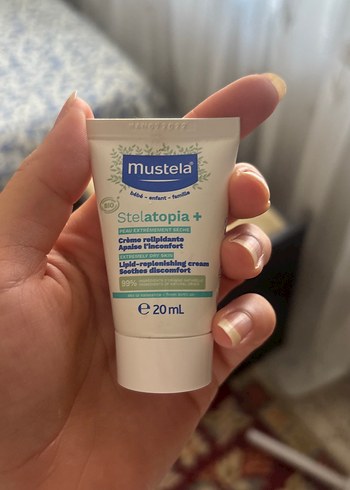 Mustela
bébé - enfant - famille
BIO
Stelatopia +
PEAU EXTRÊMEMENT SÈCHE
Crème relipidante
Apaise l'inconfort
EXTREMELY DRY SKIN
Lipid-replenishing cream
Soothes discomfort
99%
e 20 mL